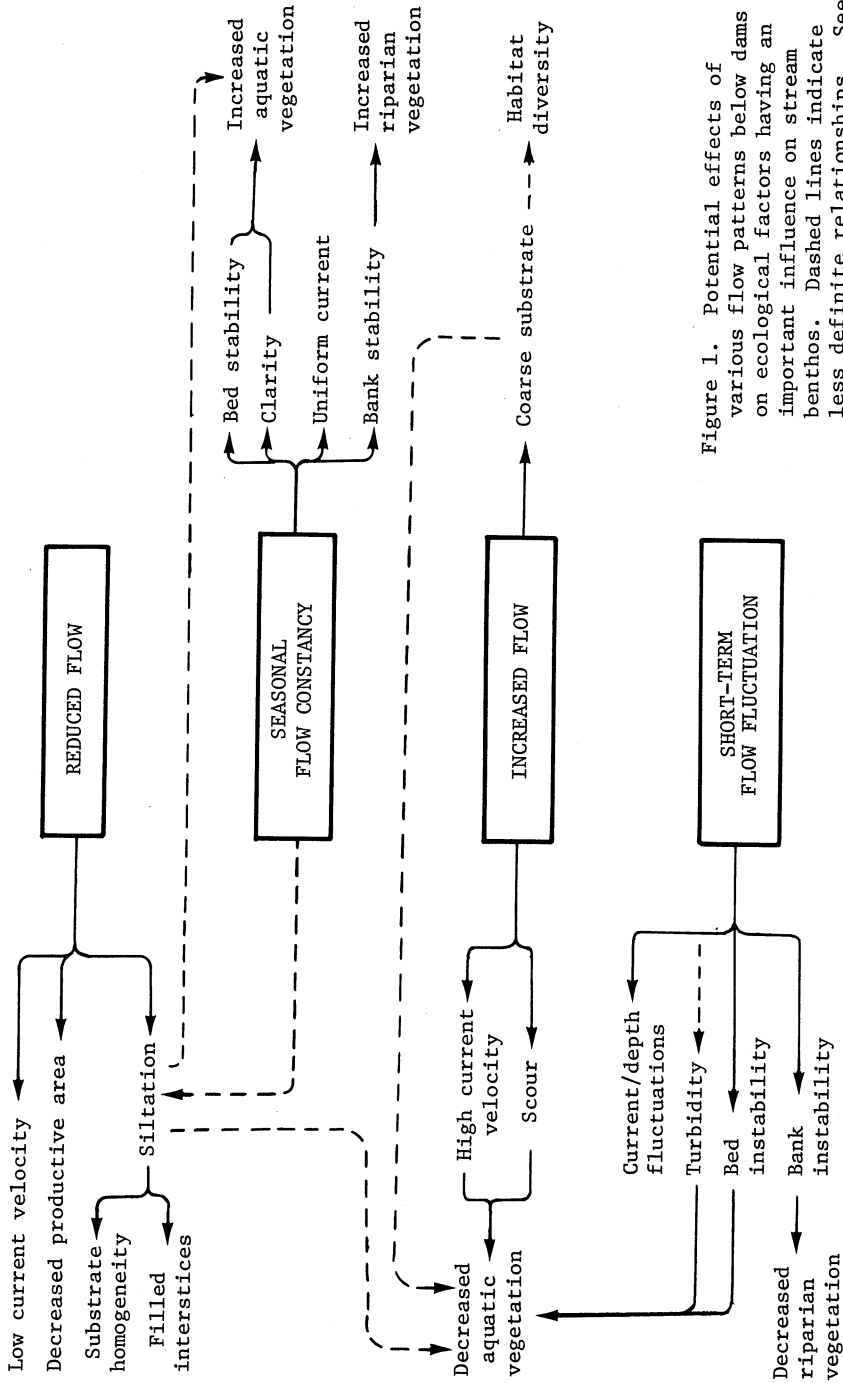 Low current velocity
Decreased productive area
Substrate
homogeneity
Filled
interstices
Siltation
REDUCED FLOW
Increased
aquatic
vegetation
SEASONAL
FLOW CONSTANCY
Bed stability
Clarity
Uniform current
Bank stability
Increased
riparian
vegetation
Decreased
aquatic
vegetation
High current
velocity
Scour
INCREASED FLOW
Coarse substrate
Habitat
diversity
Current/depth
fluctuations
Turbidity
Bed
instability
Bank
instability
Decreased
riparian
vegetation
SHORT-TERM
FLOW FLUCTUATION
Figure 1. Potential effects of
various flow patterns below dams
on ecological factors having an
important influence on stream
benthos. Dashed lines indicate
less definite relationships. See